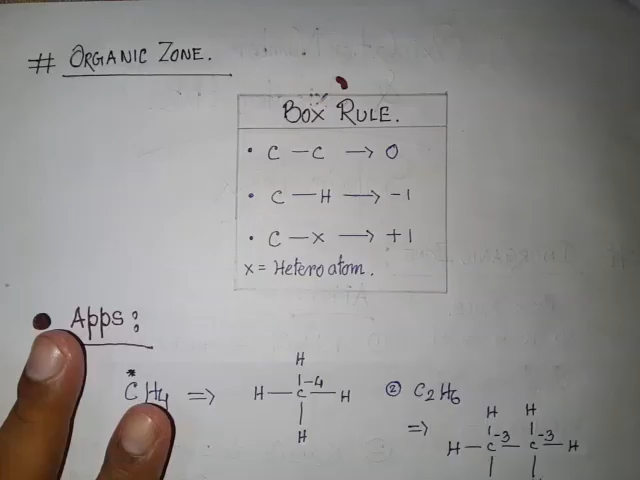 # ORGANIC ZONE.
BOX RULE.
• C — C → 0
• C — H → -1
• C — X → +1
X = Hetero atom.
Apps:
* 
CH4 ⇒
H
-4
H — C — H
H
② C2H6
⇒
H H
-3 -3
H — C — C — H